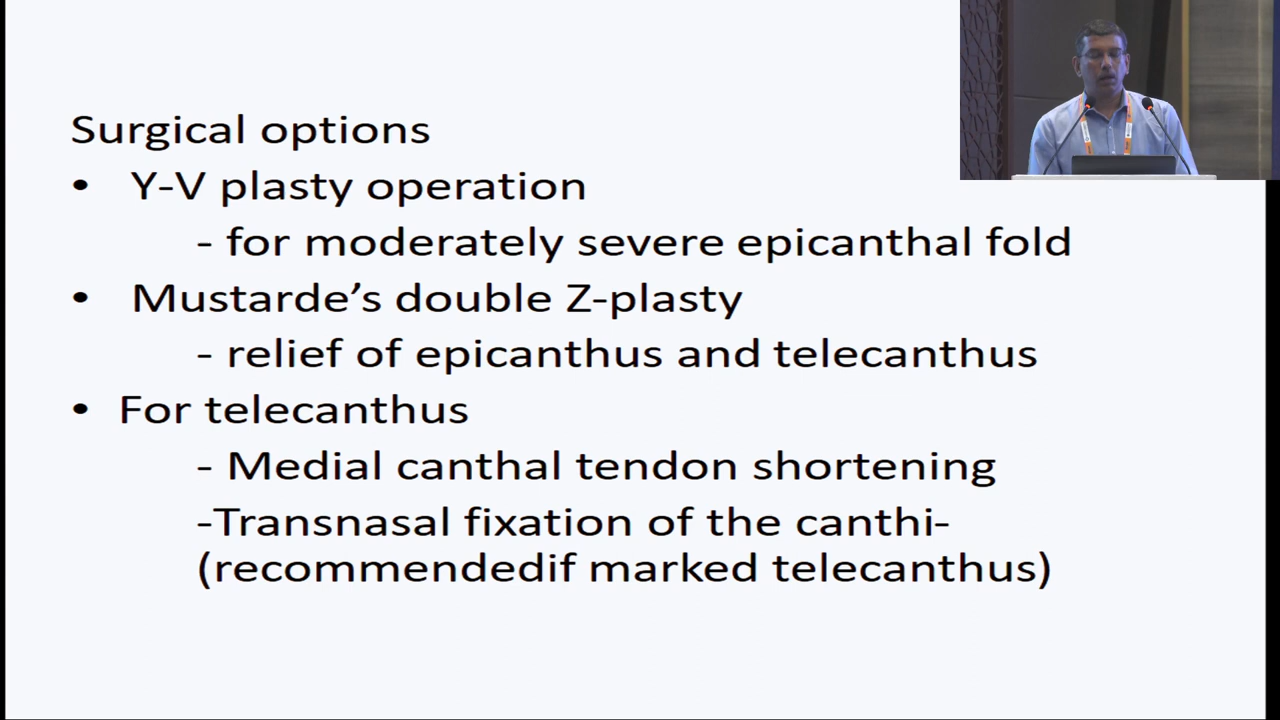 Surgical options
• Y-V plasty operation
- for moderately severe epicanthal fold
• Mustarde’s double Z-plasty
- relief of epicanthus and telecanthus
• For telecanthus
- Medial canthal tendon shortening
-Transnasal fixation of the canthi-
(recommendedif marked telecanthus)